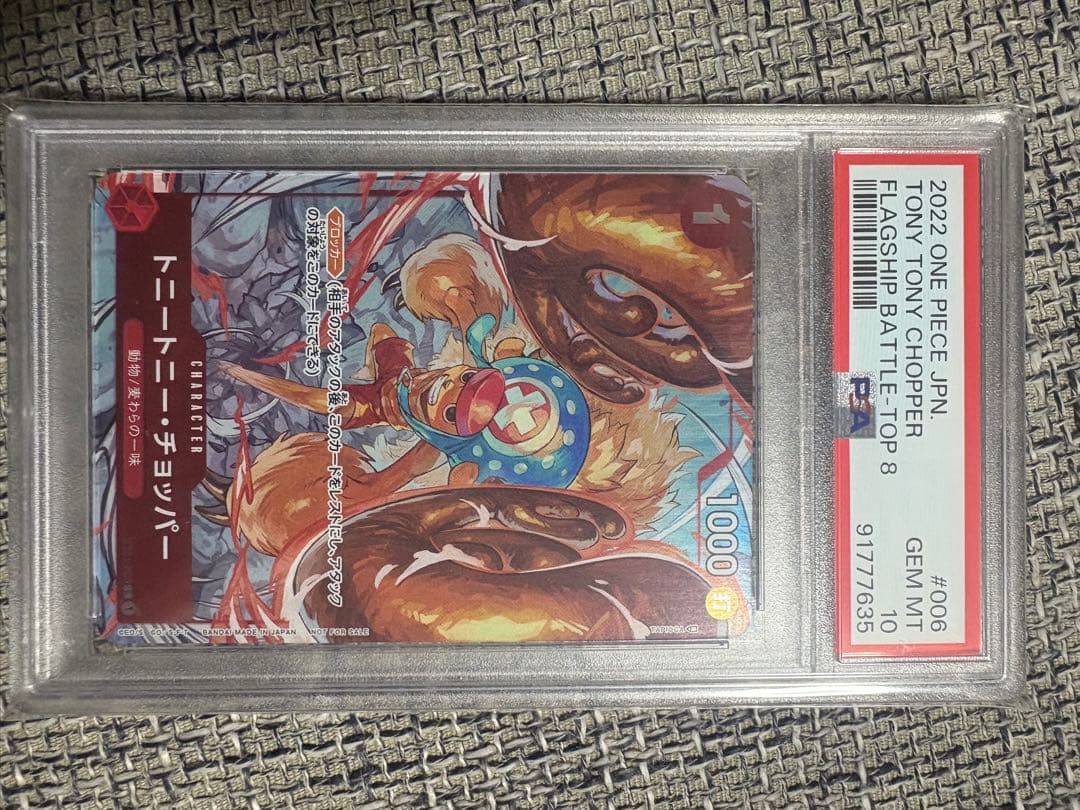 2022 ONE PIECE JPN. #006
TONY TONY CHOPPER GEM MT
FLAGSHIP BATTLE-TOP 8 10
91777635
PSA
1
1000
打
ブロッカー (相手のアタックの後、このカードをレストにし、アタック
の対象をこのカードにできる)
CHARACTER
トニートニー・チョッパー
動物/麦わらの一味
TAPIOCA
BANDAI MADE IN JAPAN NOT FOR SALE